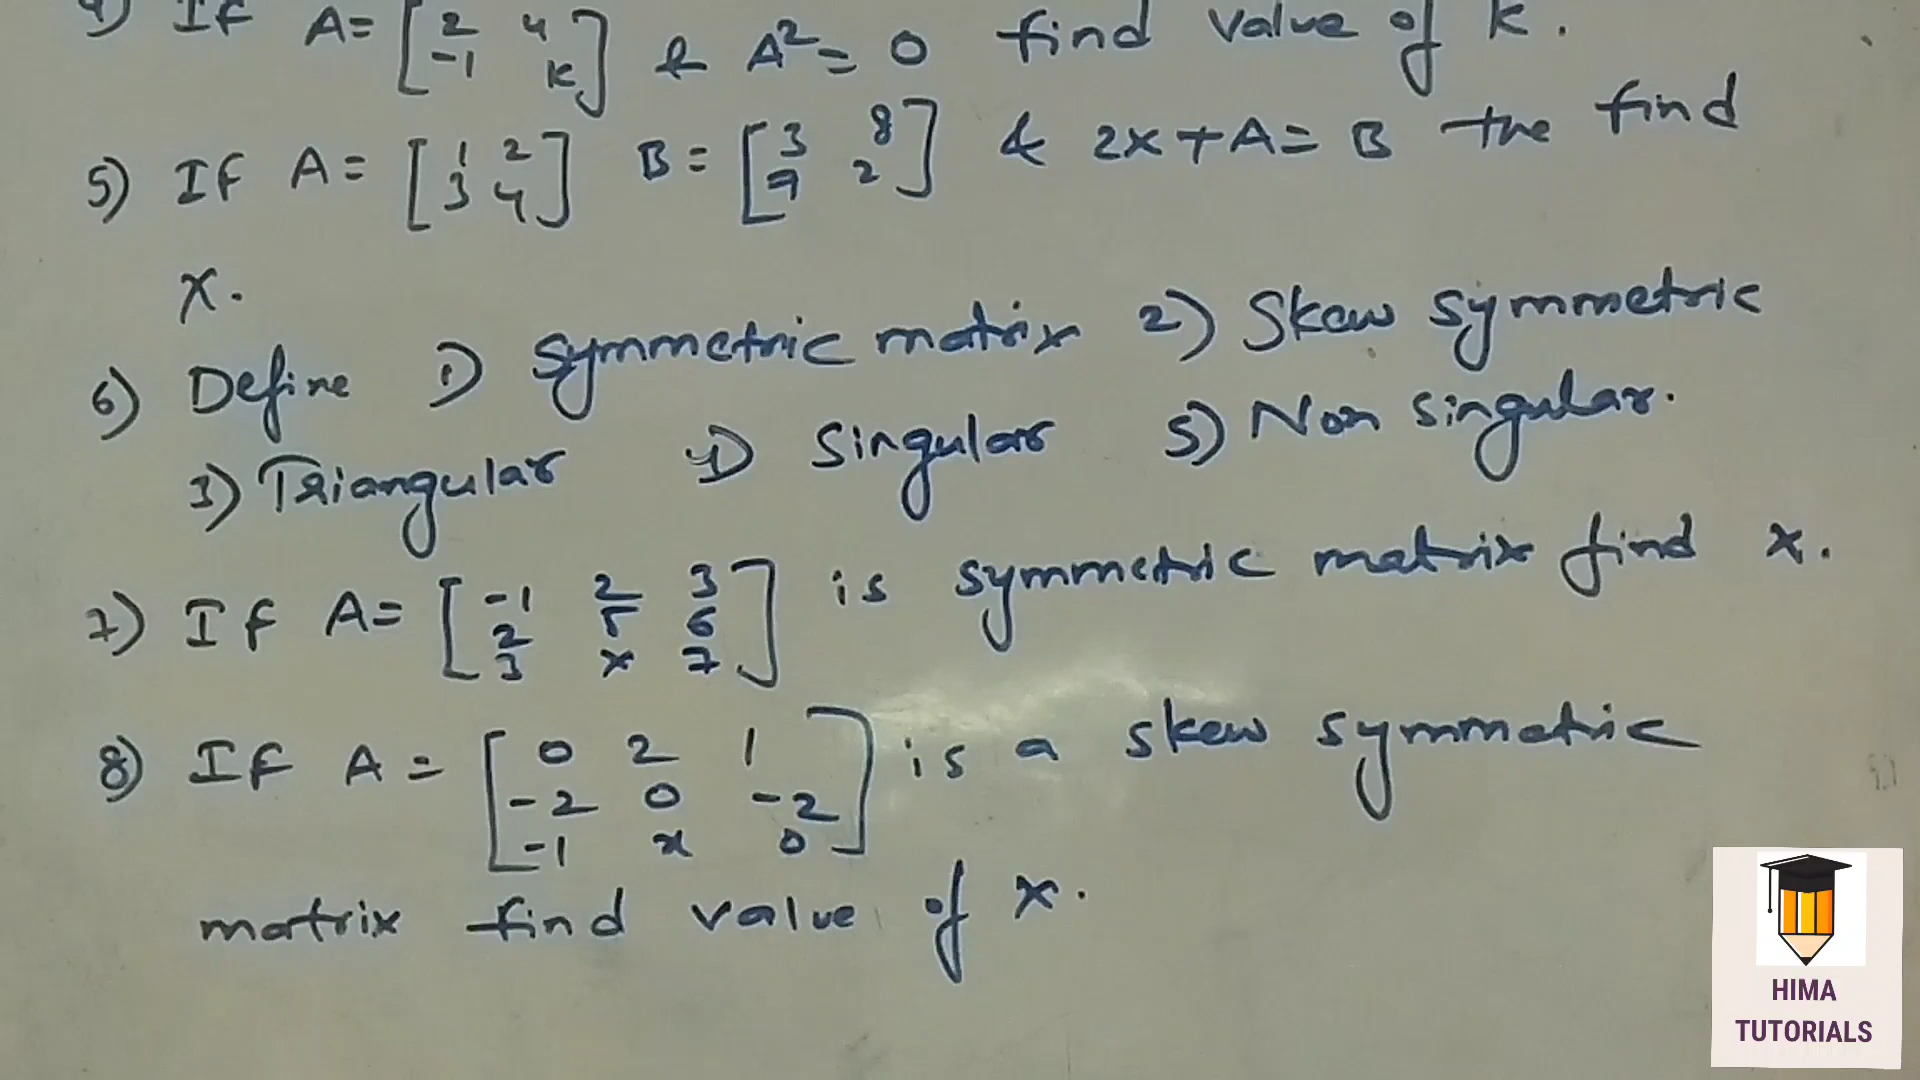 4) If A= [2 4 -1 k] & A²= 0 find value of k.
5) If A= [1 2 3 4] B= [3 8 7 2] & 2x+A= B the find
x.
6) Define 1) symmetric matrix 2) Skew symmetric
3) Triangular 4) Singular 5) Non singular.
7) If A= [-1 2 3 2 5 6 3 x 7] is symmetric matrix find x.
8) If A = [0 2 1 -2 0 -2 -1 x 0] is a skew symmetric
matrix find value of x.
HIMA
TUTORIALS